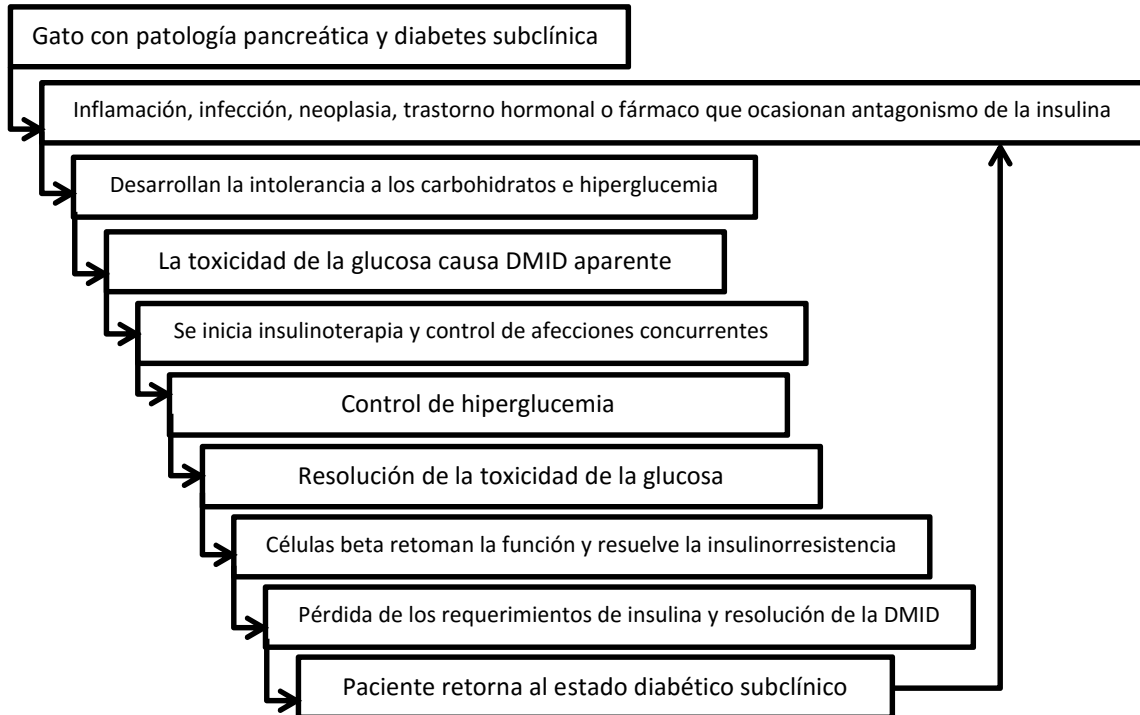 Gato con patología pancreática y diabetes subclínica
Inflamación, infección, neoplasia, trastorno hormonal o fármaco que ocasionan antagonismo de la insulina
Desarrollan la intolerancia a los carbohidratos e hiperglucemia
La toxicidad de la glucosa causa DMID aparente
Se inicia insulinoterapia y control de afecciones concurrentes
Control de hiperglucemia
Resolución de la toxicidad de la glucosa
Células beta retoman la función y resuelve la insulinorresistencia
Pérdida de los requerimientos de insulina y resolución de la DMID
Paciente retorna al estado diabético subclínico